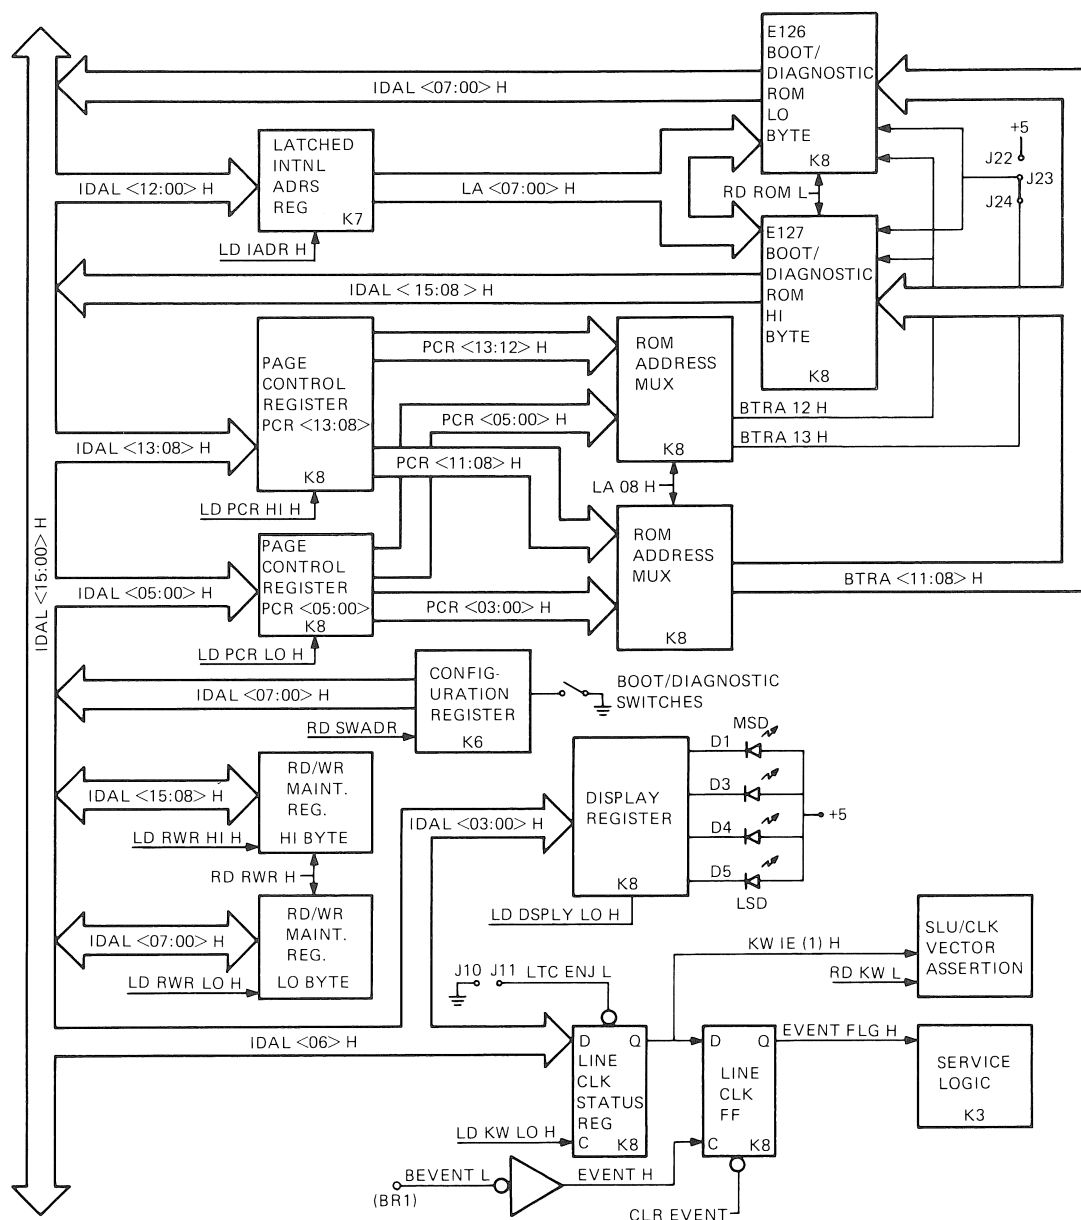 E126
BOOT/
DIAGNOSTIC
ROM
LO
BYTE
K8
IDAL <07:00> H
+5
J22
J23
J24
LATCHED
INTNL
ADRS
REG
K7
IDAL <12:00> H
LA <07:00> H
RD ROM L
LD IADR H
E127
BOOT/
DIAGNOSTIC
ROM
HI
BYTE
K8
IDAL <15:08> H
PAGE
CONTROL
REGISTER
PCR <13:08>
K8
PCR <13:12> H
ROM
ADDRESS
MUX
K8
BTRA 12 H
BTRA 13 H
PCR <05:00> H
IDAL <13:08> H
PCR <11:08> H
LA 08 H
LD PCR HI H
IDAL <15:00> H
PAGE
CONTROL
REGISTER
PCR <05:00>
K8
ROM
ADDRESS
MUX
K8
IDAL <05:00> H
PCR <03:00> H
BTRA <11:08> H
LD PCR LO H
IDAL <07:00> H
CONFIG-
URATION
REGISTER
K6
BOOT/DIAGNOSTIC
SWITCHES
RD SWADR
RD/WR
MAINT.
REG.
HI BYTE
IDAL <15:08> H
LD RWR HI H
RD RWR H
RD/WR
MAINT.
REG.
LO BYTE
IDAL <07:00> H
LD RWR LO H
IDAL <03:00> H
DISPLAY
REGISTER
K8
MSD
D1
D3
D4
D5
LSD
+5
LD DSPLY LO H
SLU/CLK
VECTOR
ASSERTION
KW IE (1) H
RD KW L
J10
J11
LTC ENJ L
IDAL <06> H
D Q
LINE
CLK
STATUS
REG
C K8
LD KW LO H
D Q
LINE
CLK
FF
C K8
EVENT FLG H
SERVICE
LOGIC
K3
BEVENT L
(BR1)
EVENT H
CLR EVENT